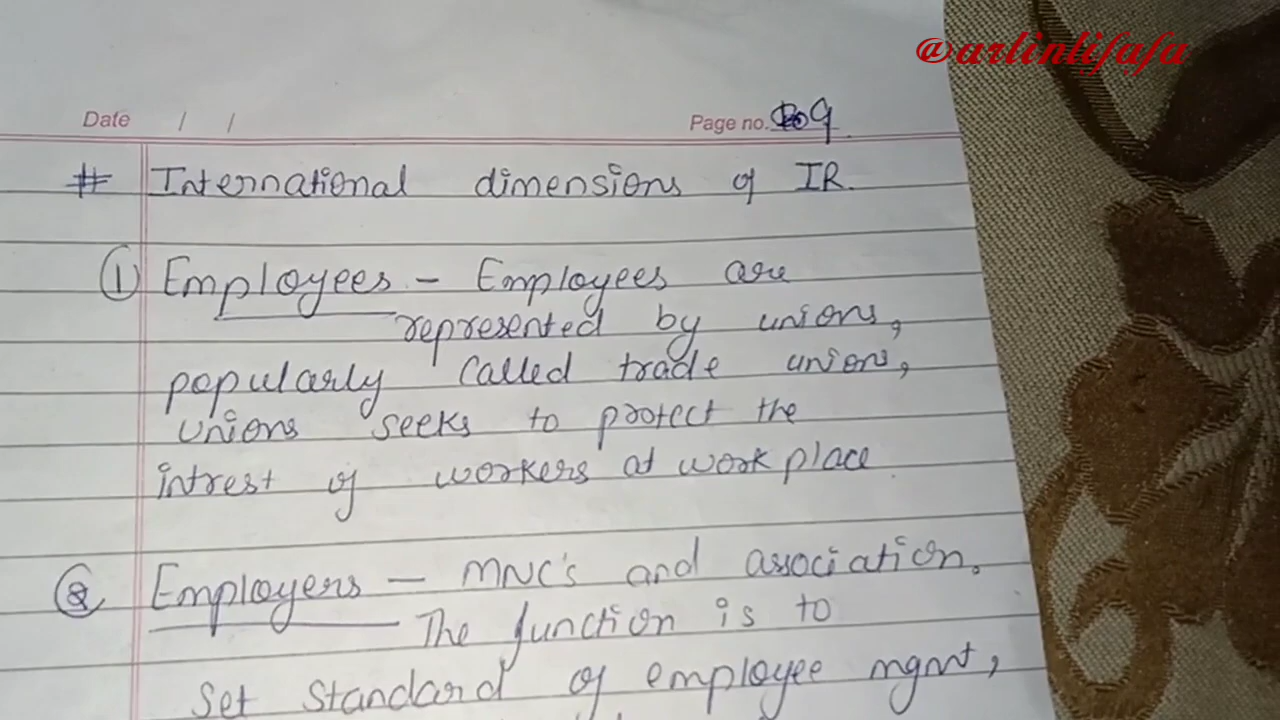 @arlinlifafa
Date / /
Page no. 9
# International dimensions of IR.
① Employees - Employees are
represented by unions,
popularly called trade unions,
unions seeks to protect the
intrest of workers at work place
② Employers - MNC's and association.
The function is to
set standard of employee mgmt,